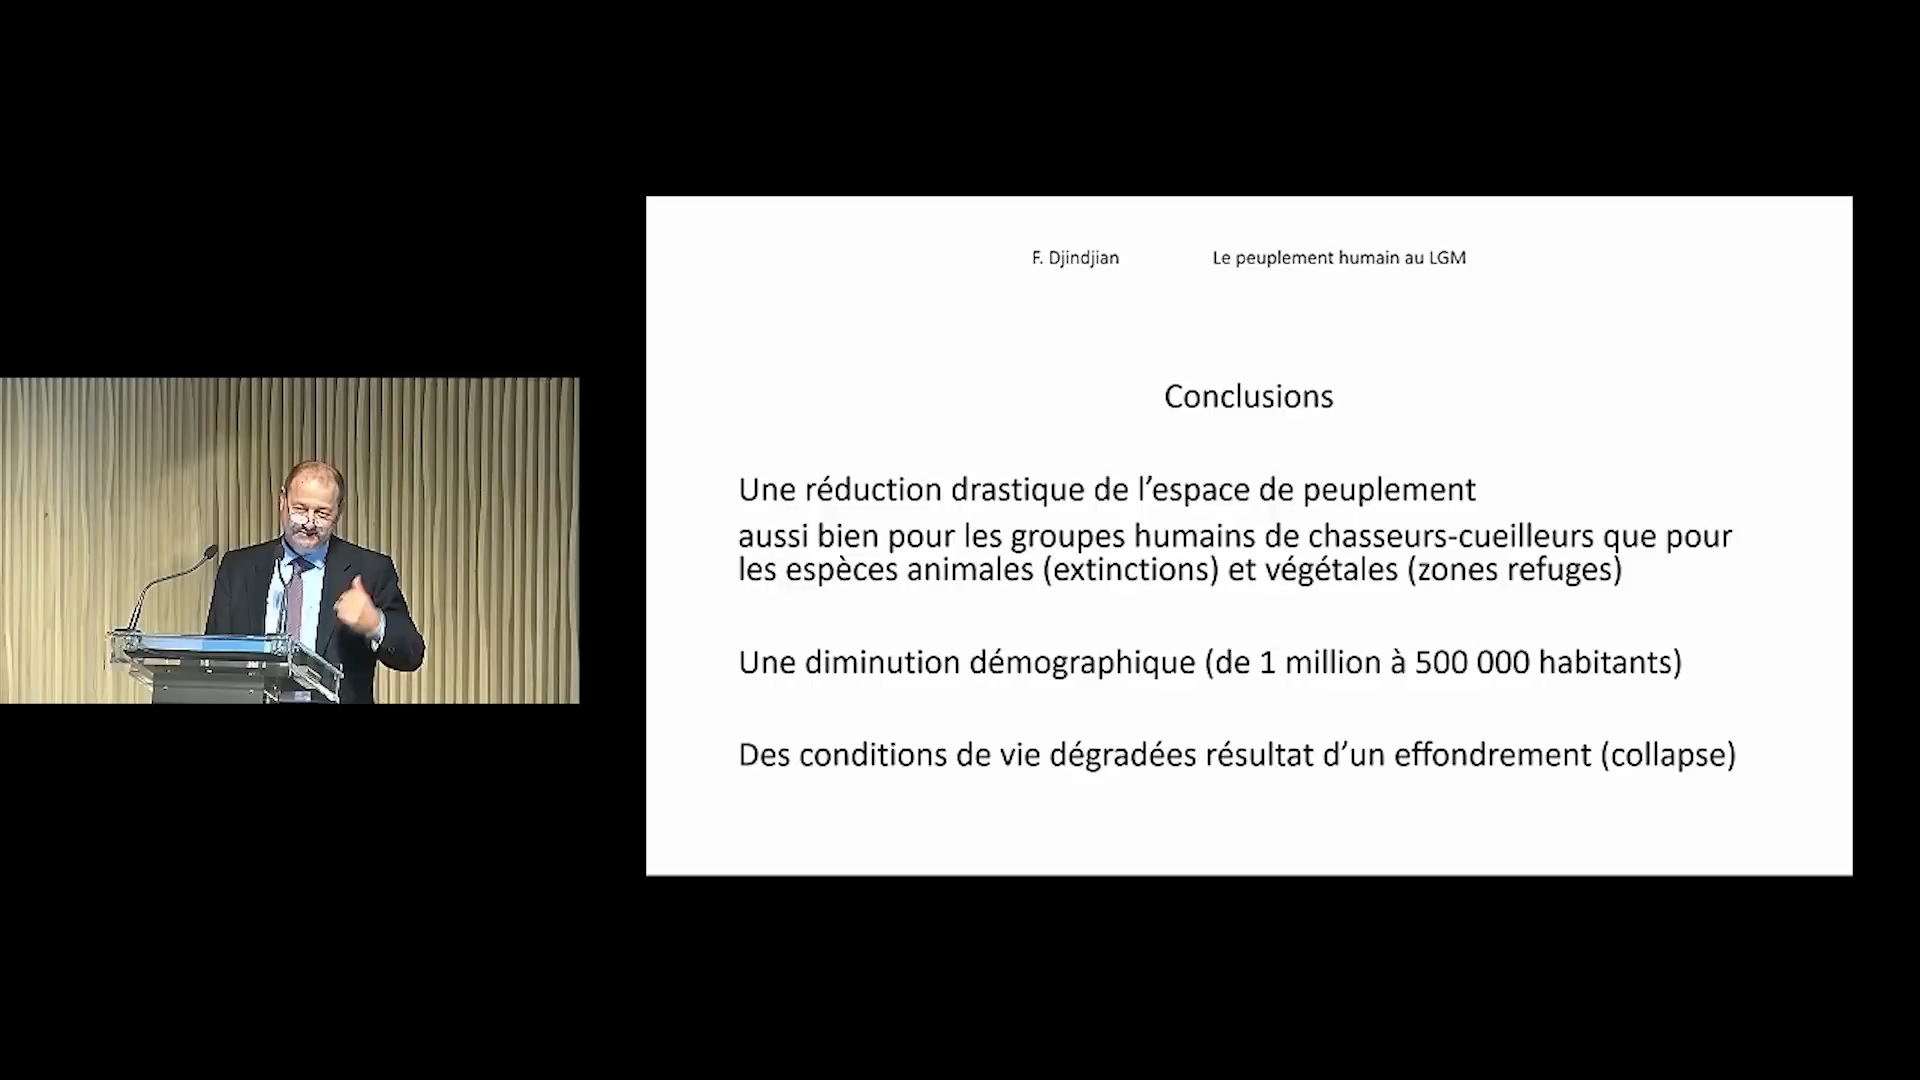 F. Djindjian Le peuplement humain au LGM
Conclusions
Une réduction drastique de l’espace de peuplement
aussi bien pour les groupes humains de chasseurs-cueilleurs que pour
les espèces animales (extinctions) et végétales (zones refuges)
Une diminution démographique (de 1 million à 500 000 habitants)
Des conditions de vie dégradées résultat d’un effondrement (collapse)